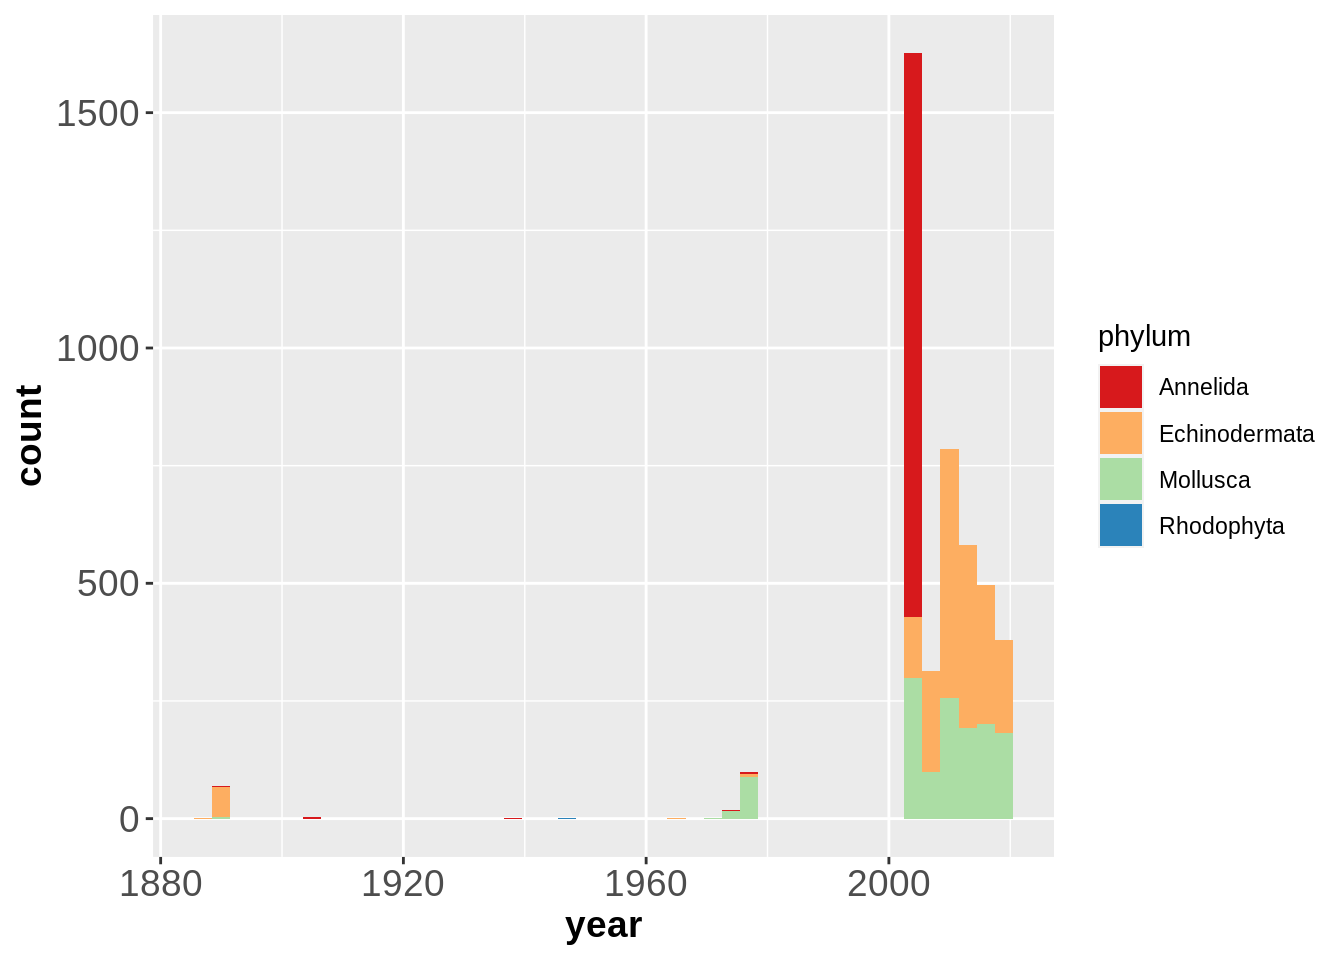 1500
1000
500
0
count
1880
1920
1960
2000
year
phylum
Annelida
Echinodermata
Mollusca
Rhodophyta